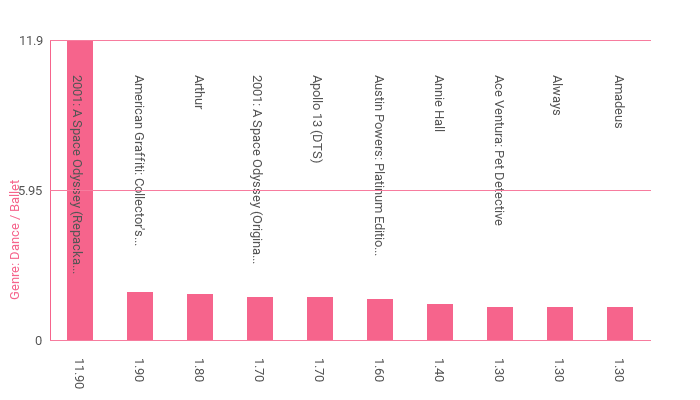 11.9
5.95
0
Genre: Dance / Ballet
2001: A Space Odyssey (Repacka...
American Graffiti: Collector's...
Arthur
2001: A Space Odyssey (Origina...
Apollo 13 (DTS)
Austin Powers: Platinum Editio...
Annie Hall
Ace Ventura: Pet Detective
Always
Amadeus
11.90
1.90
1.80
1.70
1.70
1.60
1.40
1.30
1.30
1.30